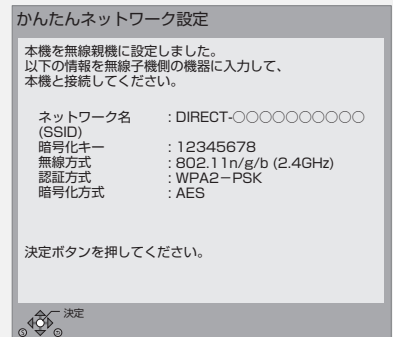 かんたんネットワーク設定
本機を無線親機に設定しました。
以下の情報を無線子機側の機器に入力して、
本機と接続してください。
ネットワーク名 : DIRECT-○○○○○○○○○○
(SSID)
暗号化キー : 12345678
無線方式 : 802.11n/g/b (2.4GHz)
認証方式 : WPA2－PSK
暗号化方式 : AES
決定ボタンを押してください。
決定
S